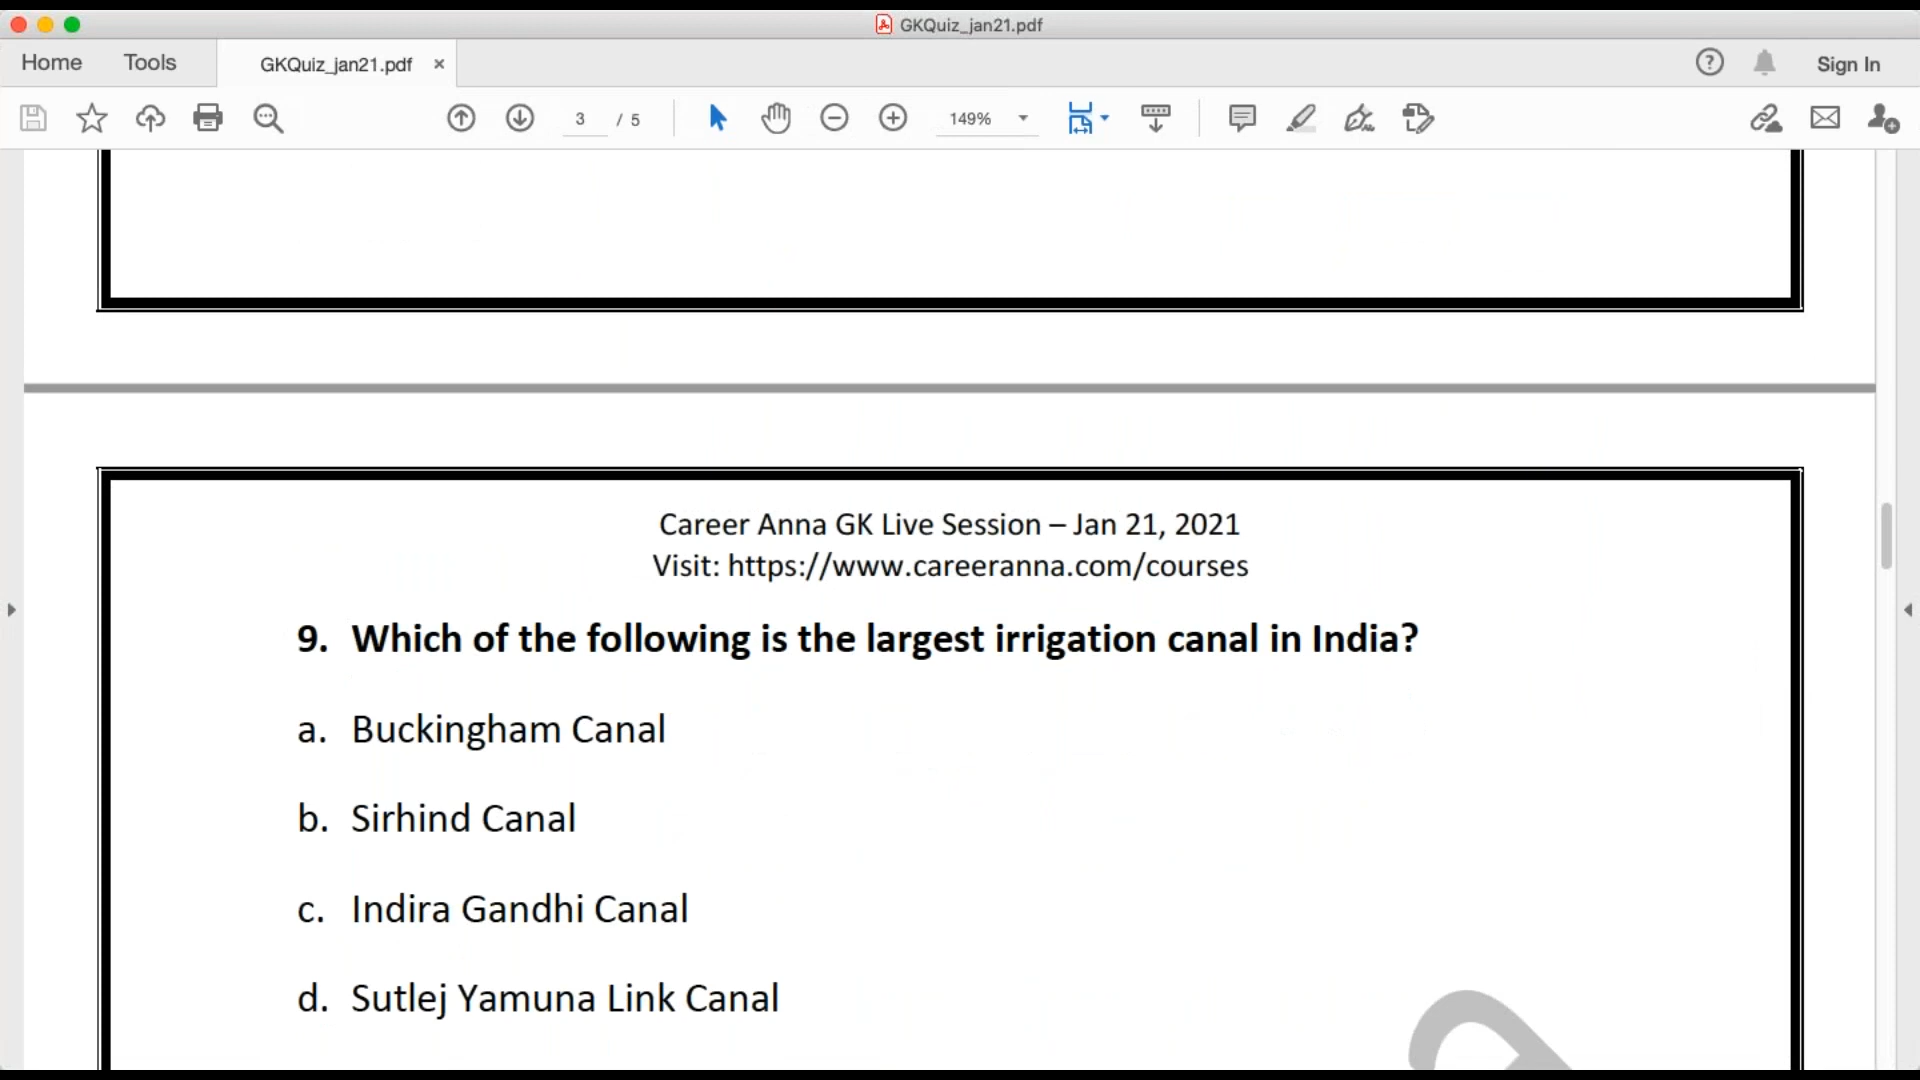 GKQuiz_jan21.pdf
Home Tools GKQuiz_jan21.pdf × ? Sign In
3 / 5 149%
Career Anna GK Live Session – Jan 21, 2021
Visit: https://www.careeranna.com/courses
9. Which of the following is the largest irrigation canal in India?
a. Buckingham Canal
b. Sirhind Canal
c. Indira Gandhi Canal
d. Sutlej Yamuna Link Canal